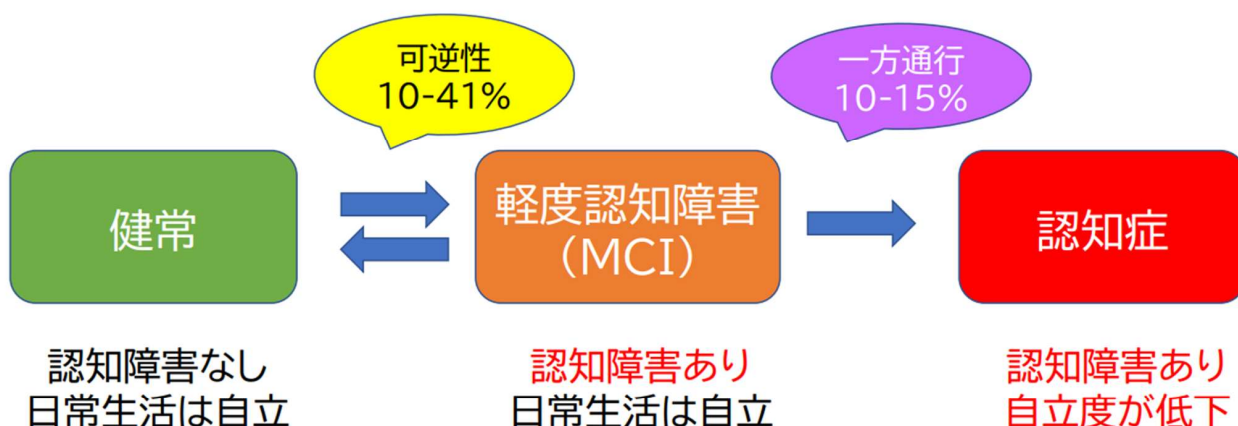 可逆性
10-41%
一方通行
10-15%
健常
軽度認知障害
(MCI)
認知症
認知障害なし
日常生活は自立
認知障害あり
日常生活は自立
認知障害あり
自立度が低下